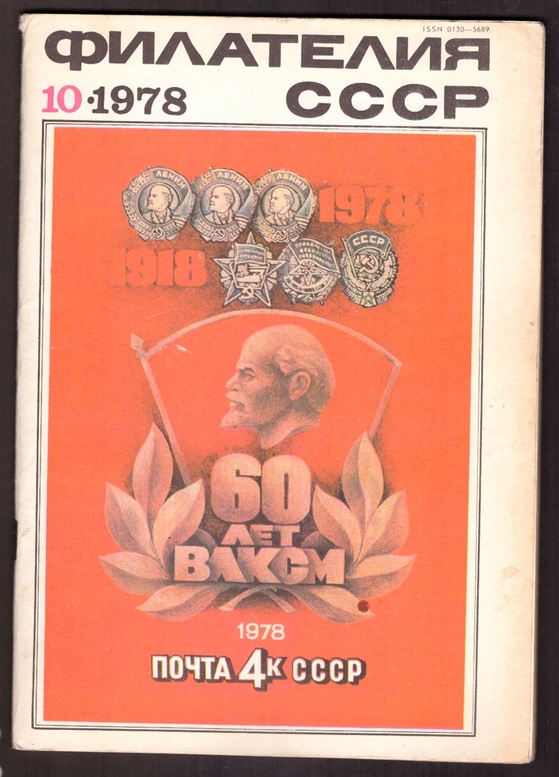 ISSN 0130—5689
ФИЛАТЕЛИЯ
10·1978 СССР
ЛЕНИН ЛЕНИН ЛЕНИН
1978
1918
СССР
60
ЛЕТ
ВЛКСМ
1978
ПОЧТА 4К СССР